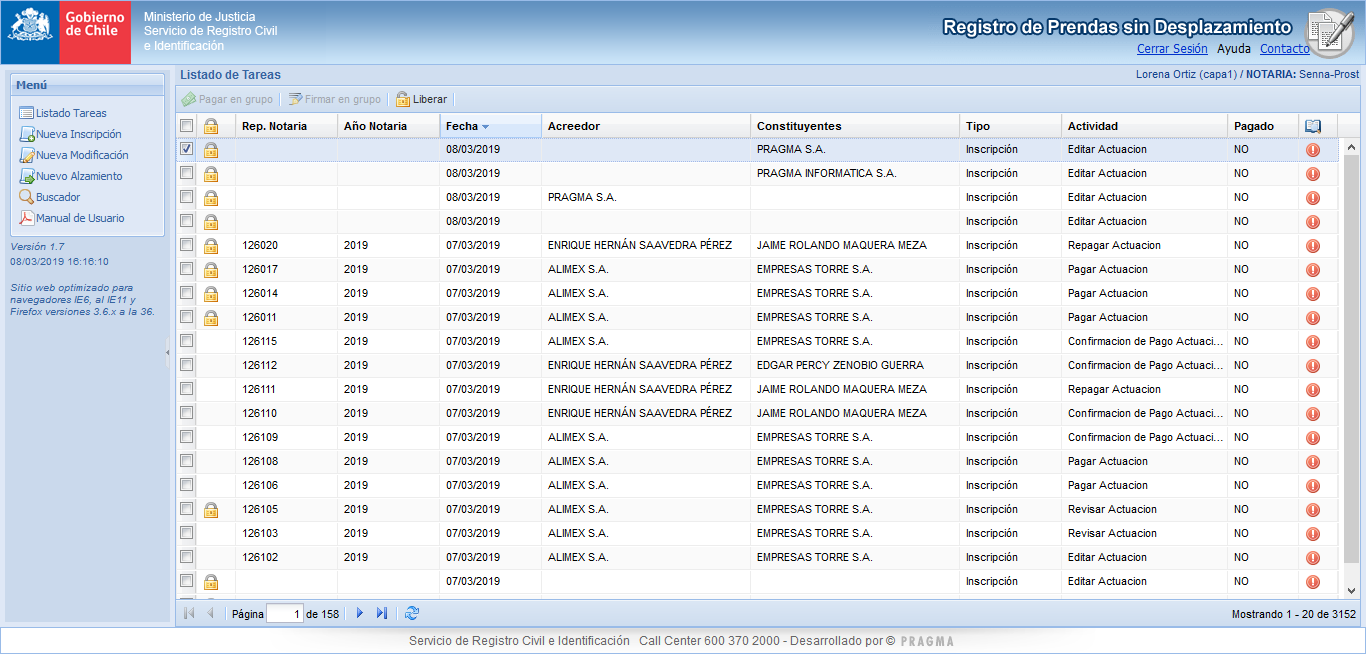 Gobierno
de Chile
Ministerio de Justicia
Servicio de Registro Civil
e Identificación
Registro de Prendas sin Desplazamiento
Cerrar Sesión Ayuda Contacto
Menú
Listado Tareas
Nueva Inscripción
Nueva Modificación
Nuevo Alzamiento
Buscador
Manual de Usuario
Versión 1.7
08/03/2019 16:16:10
Sitio web optimizado para
navegadores IE6, al IE11 y
Firefox versiones 3.6.x a la 36.
Listado de Tareas
Lorena Ortiz (capa1) / NOTARIA: Senna-Prost
Pagar en grupo Firmar en grupo Liberar
Rep. Notaria Año Notaria Fecha Acreedor Constituyentes Tipo Actividad Pagado
08/03/2019 PRAGMA S.A. Inscripción Editar Actuacion NO
08/03/2019 PRAGMA INFORMATICA S.A. Inscripción Editar Actuacion NO
08/03/2019 PRAGMA S.A. Inscripción Editar Actuacion NO
08/03/2019 Inscripción Editar Actuacion NO
126020 2019 07/03/2019 ENRIQUE HERNÁN SAAVEDRA PÉREZ JAIME ROLANDO MAQUERA MEZA Inscripción Repagar Actuacion NO
126017 2019 07/03/2019 ALIMEX S.A. EMPRESAS TORRE S.A. Inscripción Pagar Actuacion NO
126014 2019 07/03/2019 ALIMEX S.A. EMPRESAS TORRE S.A. Inscripción Pagar Actuacion NO
126011 2019 07/03/2019 ALIMEX S.A. EMPRESAS TORRE S.A. Inscripción Pagar Actuacion NO
126115 2019 07/03/2019 ALIMEX S.A. EMPRESAS TORRE S.A. Inscripción Confirmacion de Pago Actuaci... NO
126112 2019 07/03/2019 ENRIQUE HERNÁN SAAVEDRA PÉREZ EDGAR PERCY ZENOBIO GUERRA Inscripción Confirmacion de Pago Actuaci... NO
126111 2019 07/03/2019 ENRIQUE HERNÁN SAAVEDRA PÉREZ JAIME ROLANDO MAQUERA MEZA Inscripción Repagar Actuacion NO
126110 2019 07/03/2019 ENRIQUE HERNÁN SAAVEDRA PÉREZ JAIME ROLANDO MAQUERA MEZA Inscripción Confirmacion de Pago Actuaci... NO
126109 2019 07/03/2019 ALIMEX S.A. EMPRESAS TORRE S.A. Inscripción Confirmacion de Pago Actuaci... NO
126108 2019 07/03/2019 ALIMEX S.A. EMPRESAS TORRE S.A. Inscripción Pagar Actuacion NO
126106 2019 07/03/2019 ALIMEX S.A. EMPRESAS TORRE S.A. Inscripción Pagar Actuacion NO
126105 2019 07/03/2019 ALIMEX S.A. EMPRESAS TORRE S.A. Inscripción Revisar Actuacion NO
126103 2019 07/03/2019 ALIMEX S.A. EMPRESAS TORRE S.A. Inscripción Revisar Actuacion NO
126102 2019 07/03/2019 ALIMEX S.A. EMPRESAS TORRE S.A. Inscripción Editar Actuacion NO
07/03/2019 Inscripción Editar Actuacion NO
Página 1 de 158 Mostrando 1 - 20 de 3152
Servicio de Registro Civil e Identificación Call Center 600 370 2000 - Desarrollado por © PRAGMA